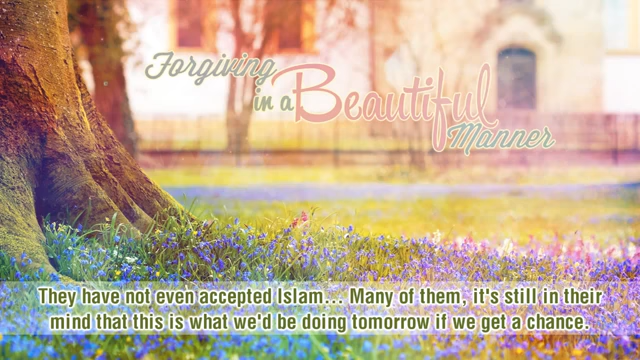 Forgiving
in a Beautiful
Manner
They have not even accepted Islam... Many of them, it's still in their
mind that this is what we'd be doing tomorrow if we get a chance.